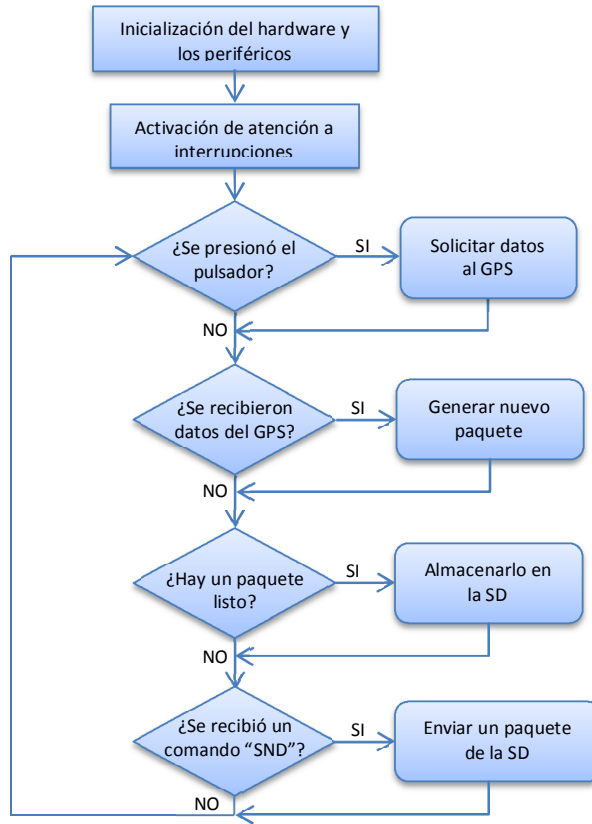 Inicialización del hardware y
los periféricos
Activación de atención a
interrupciones
¿Se presionó el
pulsador?
SI
Solicitar datos
al GPS
NO
¿Se recibieron
datos del GPS?
SI
Generar nuevo
paquete
NO
¿Hay un paquete
listo?
SI
Almacenarlo en
la SD
NO
¿Se recibió un
comando “SND”?
SI
Enviar un paquete
de la SD
NO